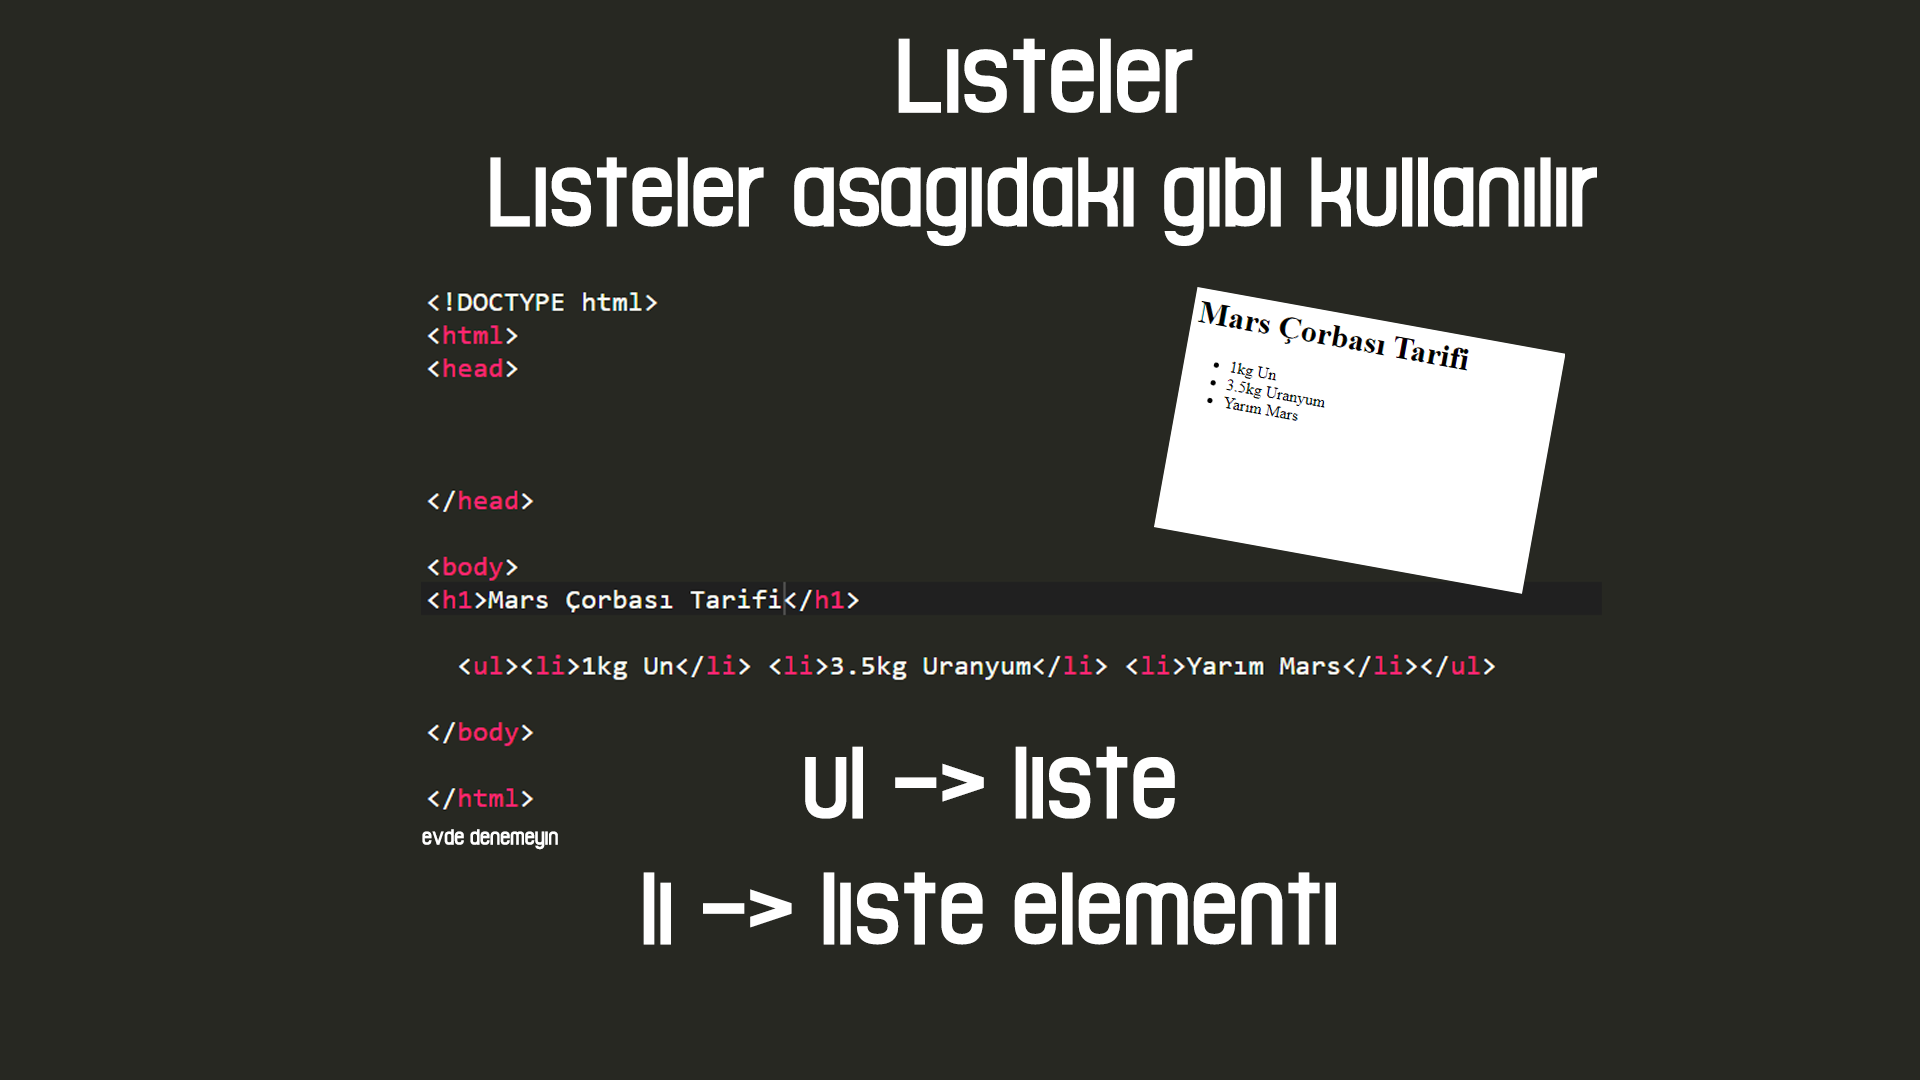 Lısteler
Lısteler asagıdakı gıbı kullanılır
<!DOCTYPE html>
<html>
<head>
Mars Çorbası Tarifi
• 1kg Un
• 3.5kg Uranyum
• Yarım Mars
</head>
<body>
<h1>Mars Çorbası Tarifi</h1>
<ul><li>1kg Un</li> <li>3.5kg Uranyum</li> <li>Yarım Mars</li></ul>
</body>
</html>
evde denemeyın
ul -> lıste
lı -> lıste elementı